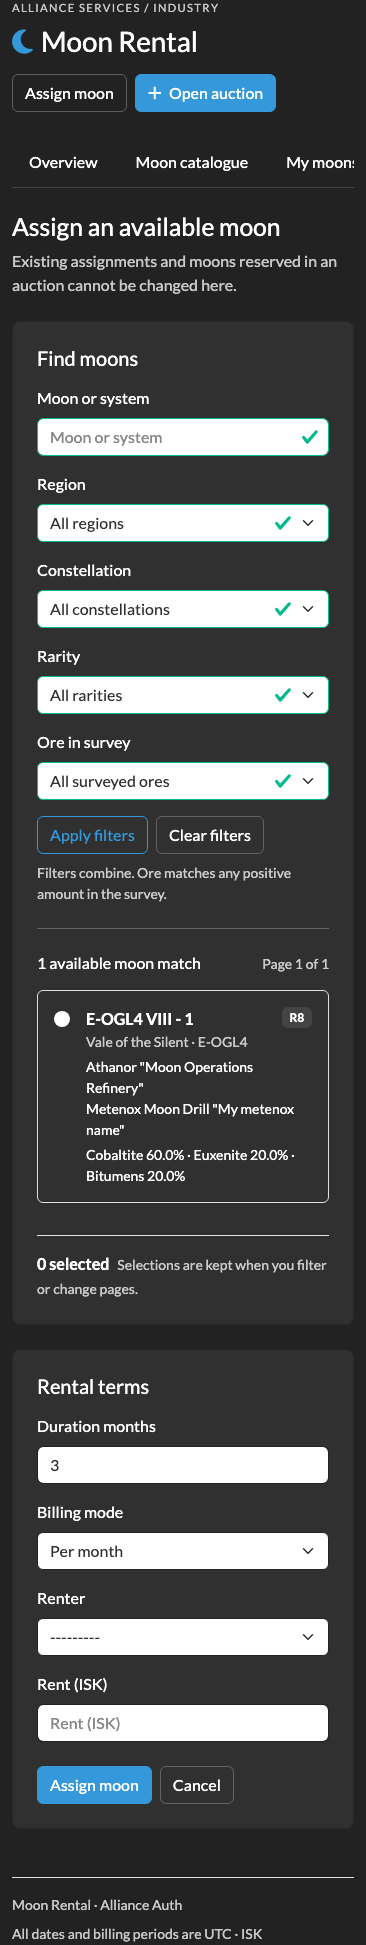 ALLIANCE SERVICES / INDUSTRY
Moon Rental
Assign moon
+ Open auction
Overview Moon catalogue My moons
Assign an available moon
Existing assignments and moons reserved in an
auction cannot be changed here.
Find moons
Moon or system
Moon or system
Region
All regions
Constellation
All constellations
Rarity
All rarities
Ore in survey
All surveyed ores
Apply filters Clear filters
Filters combine. Ore matches any positive
amount in the survey.
1 available moon match Page 1 of 1
E-OGL4 VIII - 1 R8
Vale of the Silent · E-OGL4
Athanor "Moon Operations
Refinery"
Metenox Moon Drill "My metenox
name"
Cobaltite 60.0% · Euxenite 20.0% ·
Bitumens 20.0%
0 selected Selections are kept when you filter
or change pages.
Rental terms
Duration months
3
Billing mode
Per month
Renter
---------
Rent (ISK)
Rent (ISK)
Assign moon Cancel
Moon Rental · Alliance Auth
All dates and billing periods are UTC · ISK